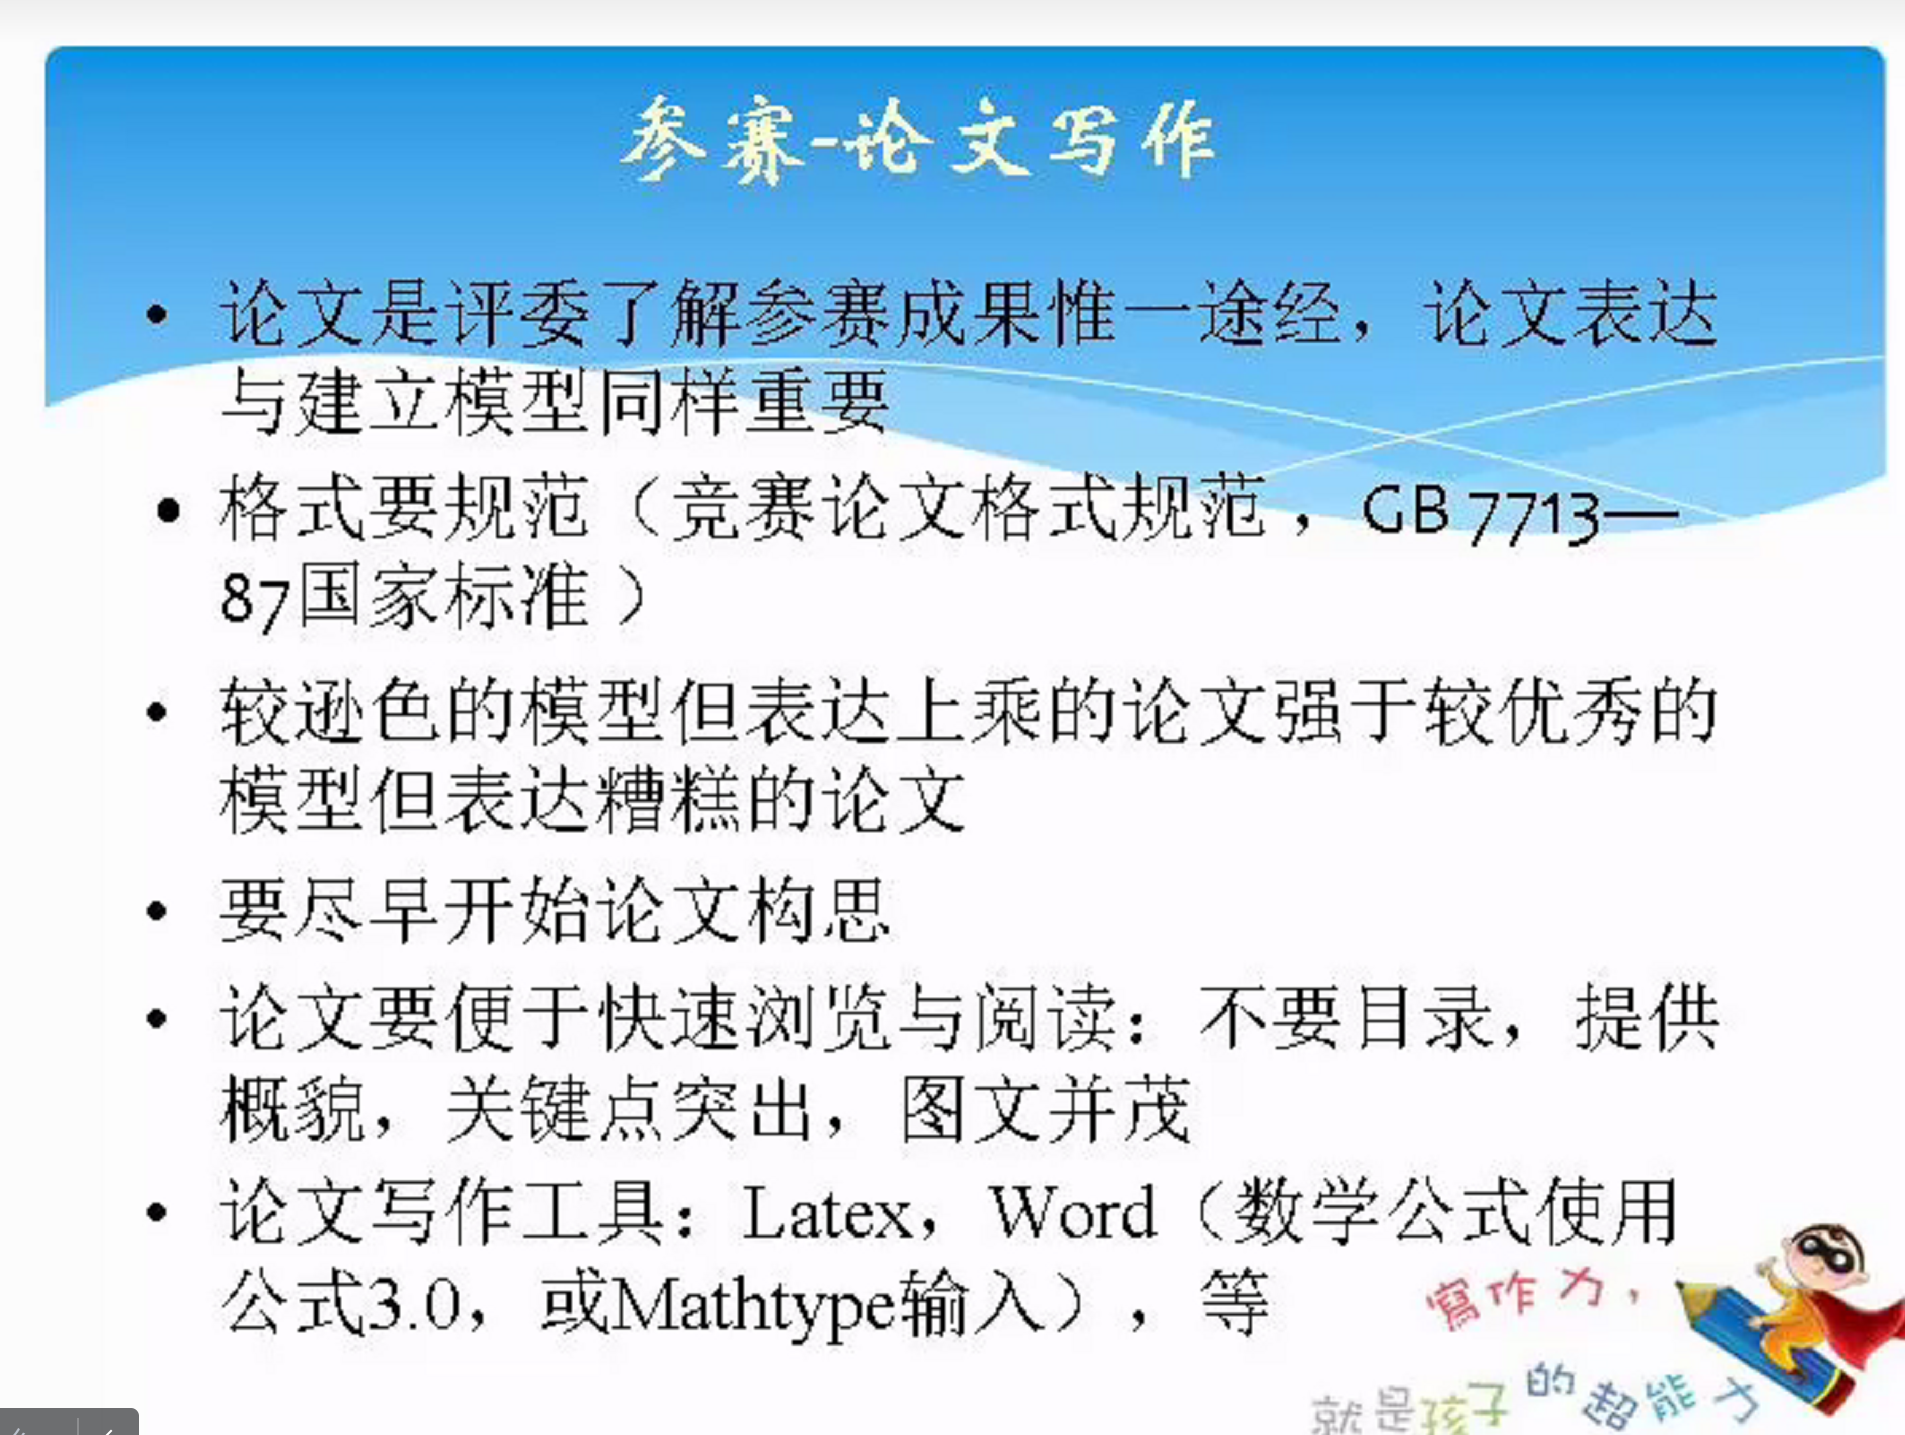 参赛-论文写作
• 论文是评委了解参赛成果惟一途经，论文表达
与建立模型同样重要
• 格式要规范（竞赛论文格式规范，GB 7713—
87国家标准）
• 较逊色的模型但表达上乘的论文强于较优秀的
模型但表达糟糕的论文
• 要尽早开始论文构思
• 论文要便于快速浏览与阅读：不要目录，提供
概貌，关键点突出，图文并茂
• 论文写作工具：Latex，Word（数学公式使用
公式3.0，或Mathtype输入），等
寫作力，
就是孩子的超能力